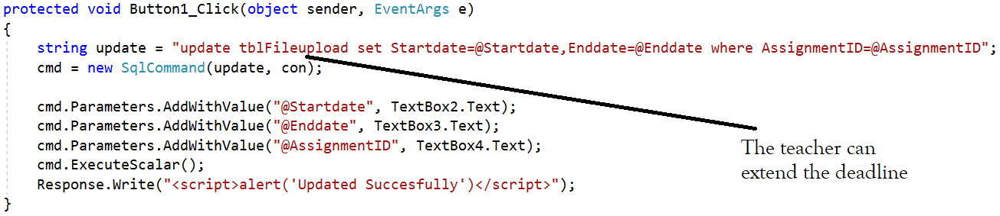 protected void Button1_Click(object sender, EventArgs e)
{
string update = "update tblFileupload set Startdate=@Startdate,Enddate=@Enddate where AssignmentID=@AssignmentID";
cmd = new SqlCommand(update, con);
cmd.Parameters.AddWithValue("@Startdate", TextBox2.Text);
cmd.Parameters.AddWithValue("@Enddate", TextBox3.Text);
cmd.Parameters.AddWithValue("@AssignmentID", TextBox4.Text);
cmd.ExecuteScalar();
Response.Write("<script>alert('Updated Succesfully')</script>");
}
The teacher can
extend the deadline